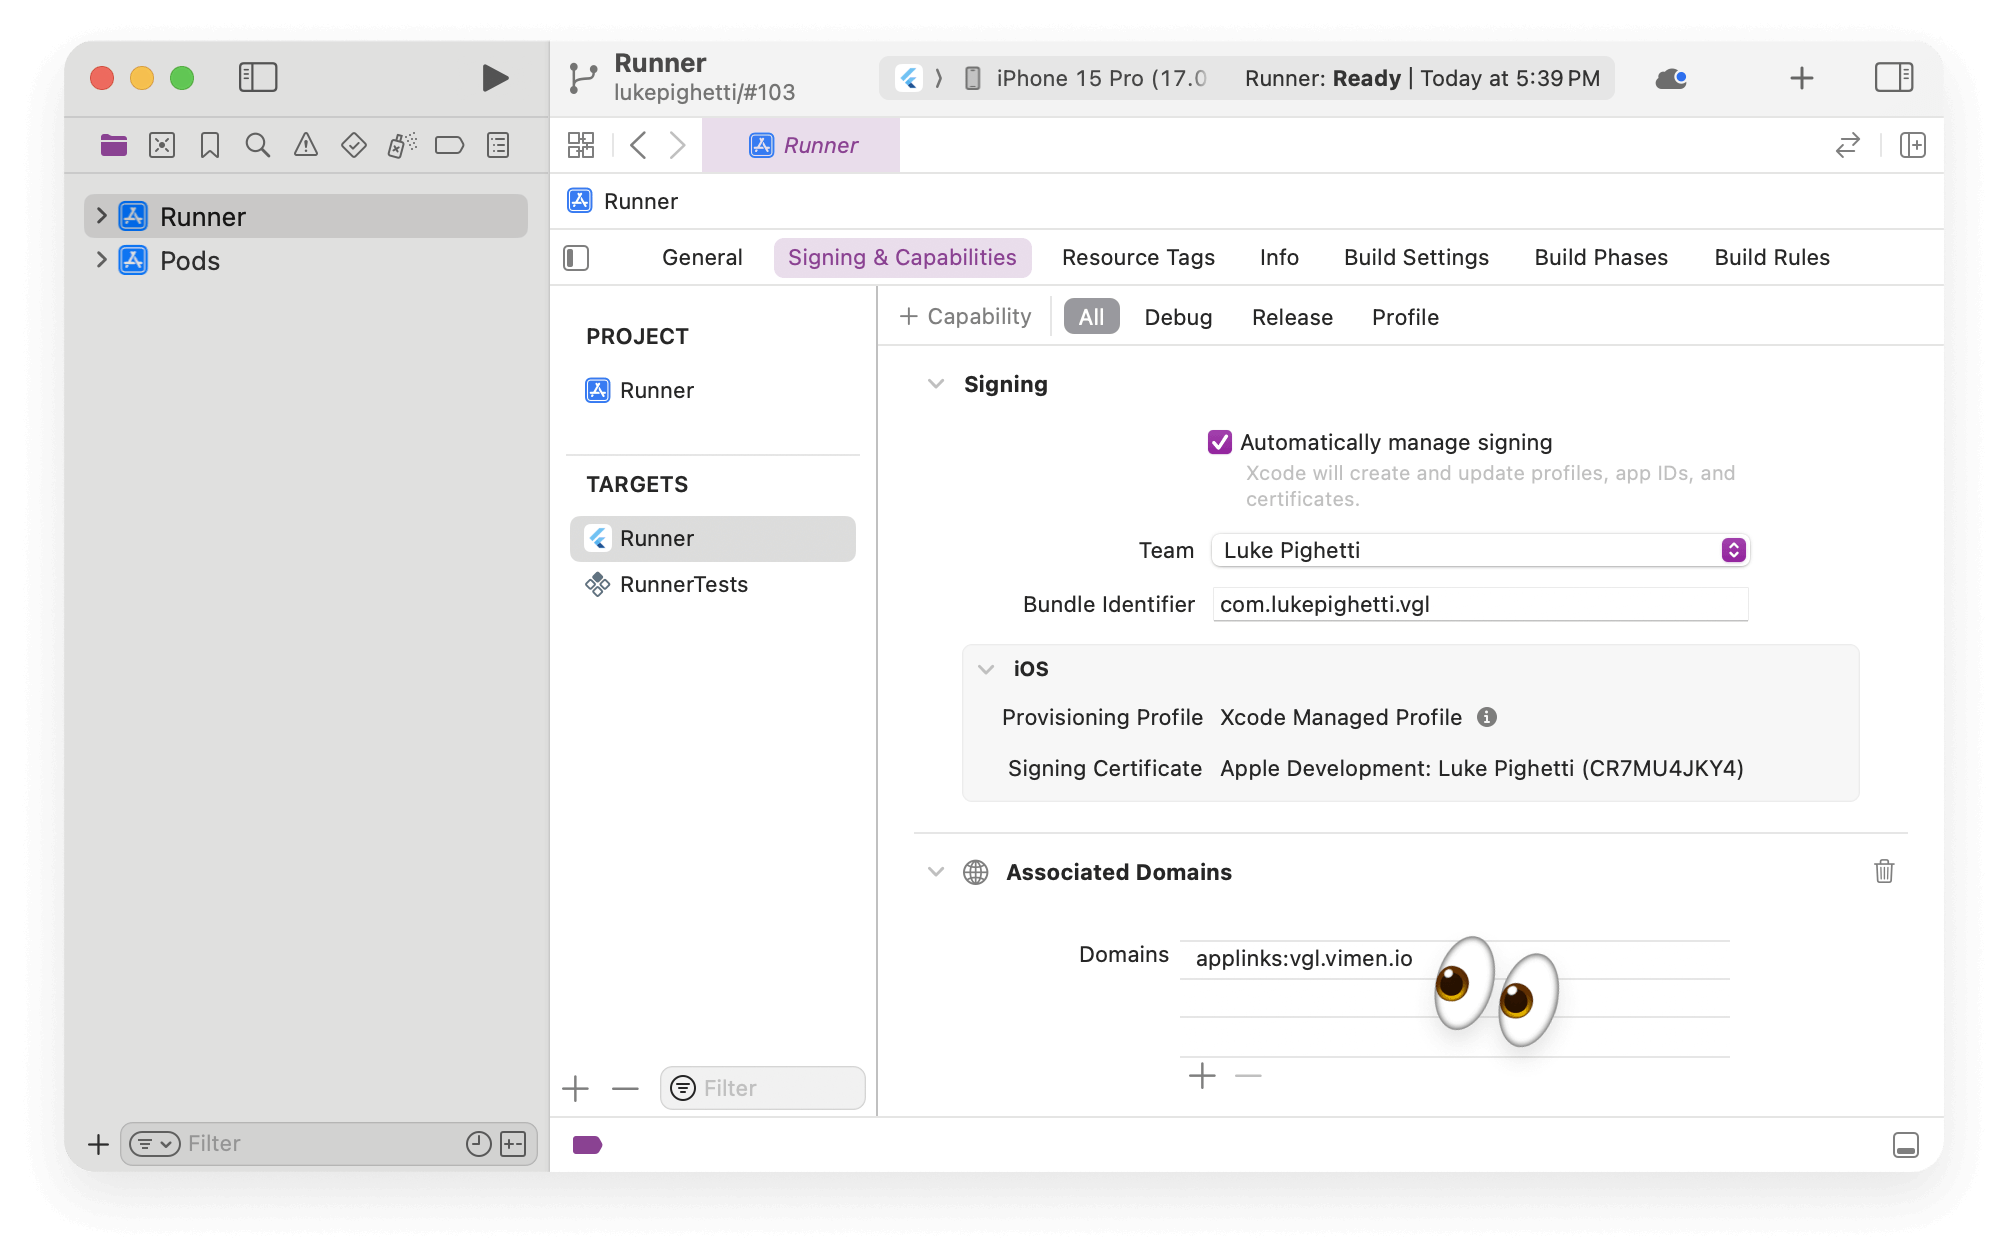 Runner
lukepighetti/#103
iPhone 15 Pro (17.0
Runner: Ready | Today at 5:39 PM
Runner
Runner
Pods
Runner
General
Signing & Capabilities
Resource Tags
Info
Build Settings
Build Phases
Build Rules
PROJECT
Runner
TARGETS
Runner
RunnerTests
Filter
+ Capability
All
Debug
Release
Profile
Signing
Automatically manage signing
Xcode will create and update profiles, app IDs, and
certificates.
Team
Luke Pighetti
Bundle Identifier
com.lukepighetti.vgl
iOS
Provisioning Profile
Xcode Managed Profile
Signing Certificate
Apple Development: Luke Pighetti (CR7MU4JKY4)
Associated Domains
Domains
applinks:vgl.vimen.io
Filter